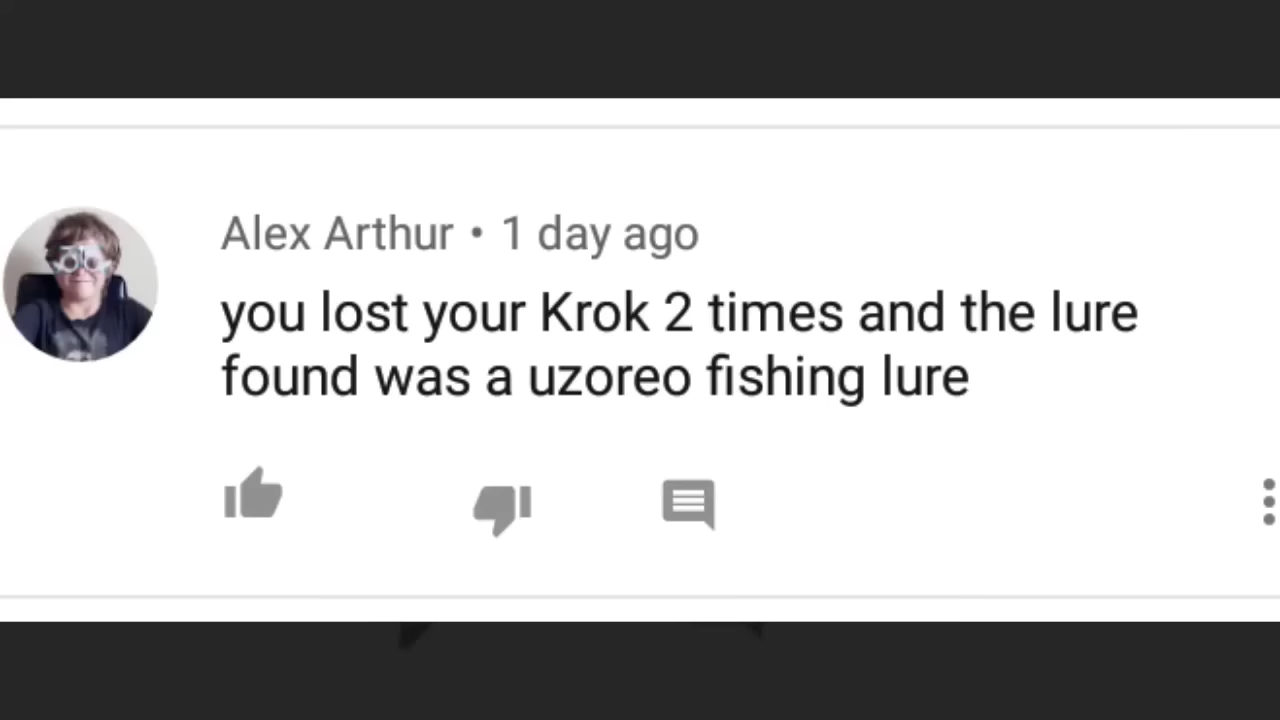 Alex Arthur • 1 day ago
you lost your Krok 2 times and the lure
found was a uzoreo fishing lure